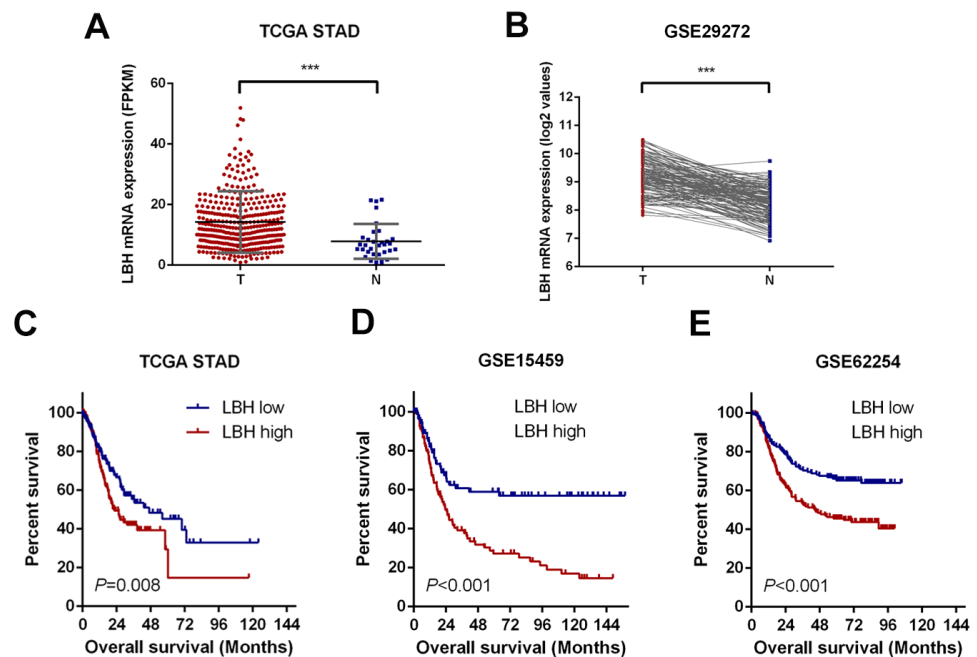 A
TCGA STAD
LBH mRNA expression (FPKM)
60
40
20
0
***
T
N
B
GSE29272
LBH mRNA expression (log2 values)
12
11
10
9
8
7
6
***
T
N
C
TCGA STAD
Percent survival
100
80
60
40
20
0
LBH low
LBH high
P=0.008
0 24 48 72 96 120 144
Overall survival (Months)
D
GSE15459
Percent survival
100
80
60
40
20
0
LBH low
LBH high
P<0.001
0 24 48 72 96 120 144
Overall survival (Months)
E
GSE62254
Percent survival
100
80
60
40
20
0
LBH low
LBH high
P<0.001
0 24 48 72 96 120 144
Overall survival (Months)